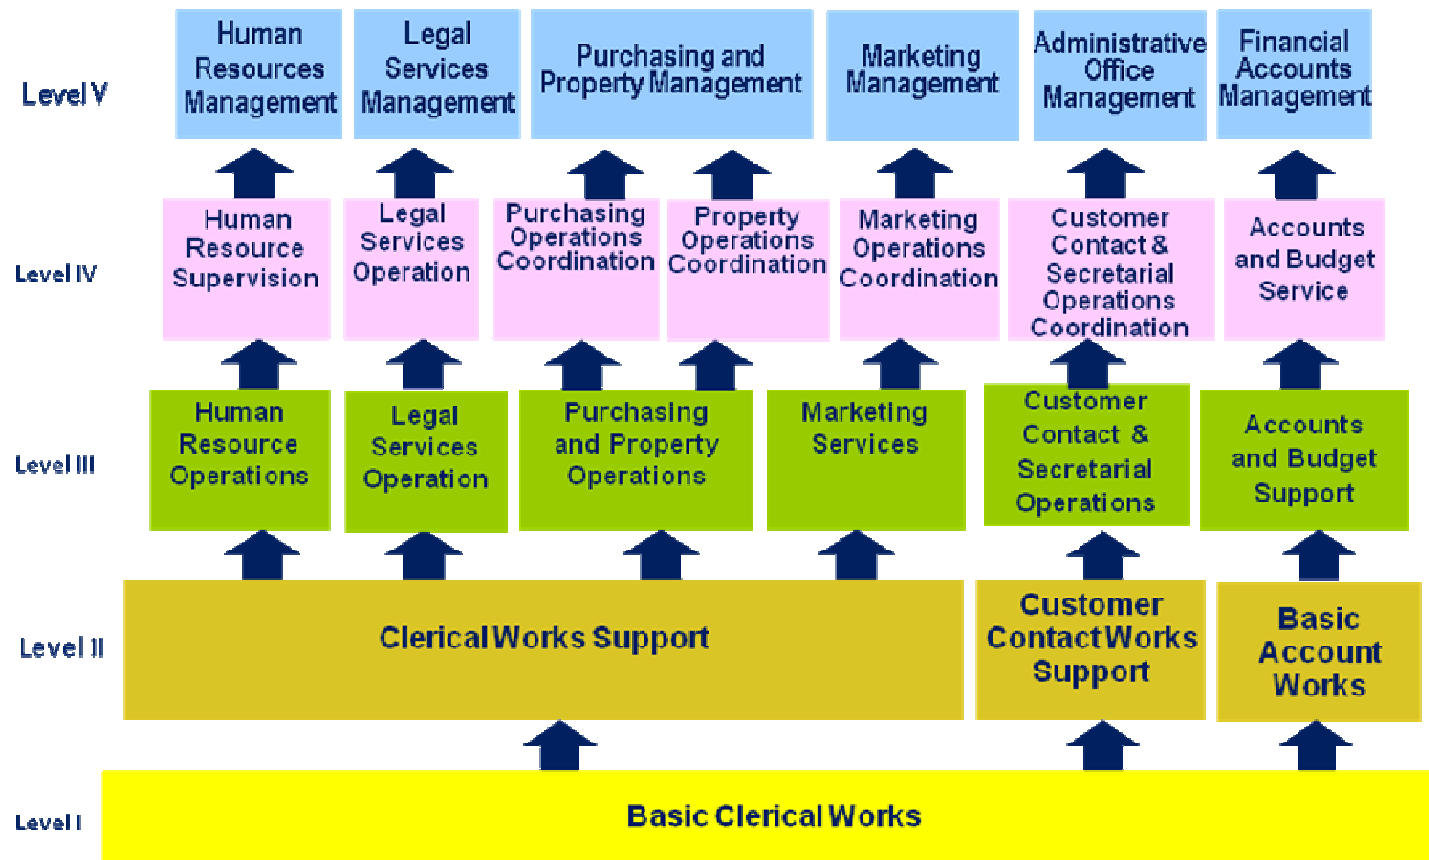 Level V
Human
Resources
Management
Legal
Services
Management
Purchasing and
Property Management
Marketing
Management
Administrative
Office
Management
Financial
Accounts
Management
Level IV
Human
Resource
Supervision
Legal
Services
Operation
Purchasing
Operations
Coordination
Property
Operations
Coordination
Marketing
Operations
Coordination
Customer
Contact &
Secretarial
Operations
Coordination
Accounts
and Budget
Service
Level III
Human
Resource
Operations
Legal
Services
Operation
Purchasing
and Property
Operations
Marketing
Services
Customer
Contact &
Secretarial
Operations
Accounts
and Budget
Support
Level II
Clerical Works Support
Customer
Contact Works
Support
Basic
Account
Works
Level I
Basic Clerical Works